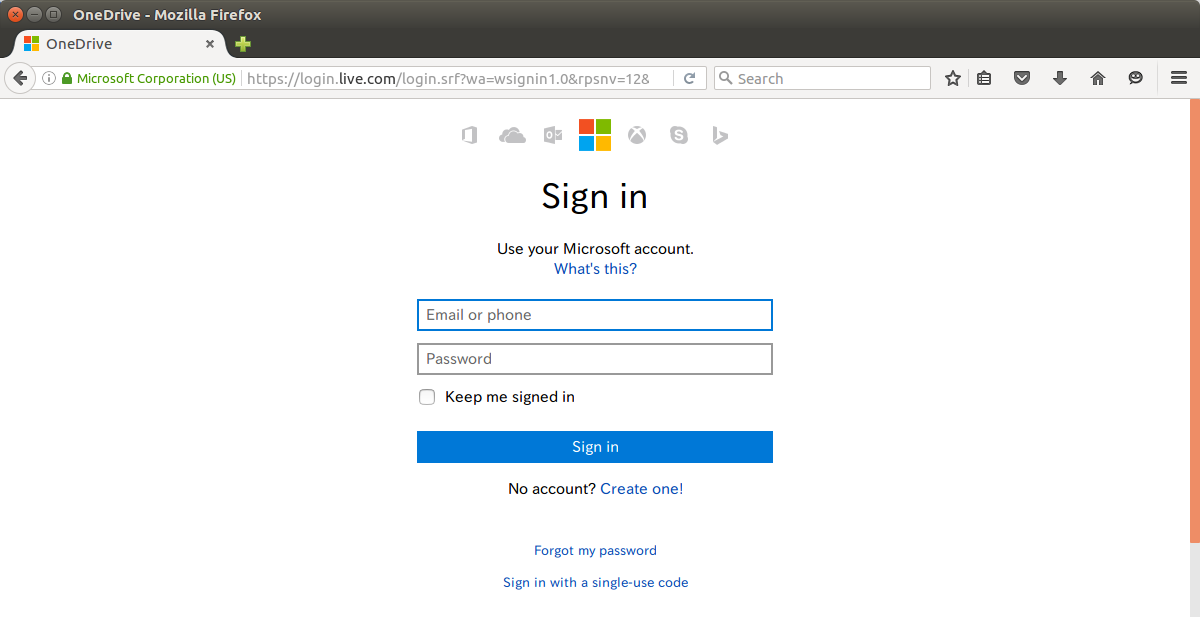 OneDrive - Mozilla Firefox
OneDrive
Microsoft Corporation (US) https://login.live.com/login.srf?wa=wsignin1.0&rpsnv=12& Search
Sign in
Use your Microsoft account.
What's this?
Email or phone
Password
Keep me signed in
Sign in
No account? Create one!
Forgot my password
Sign in with a single-use code